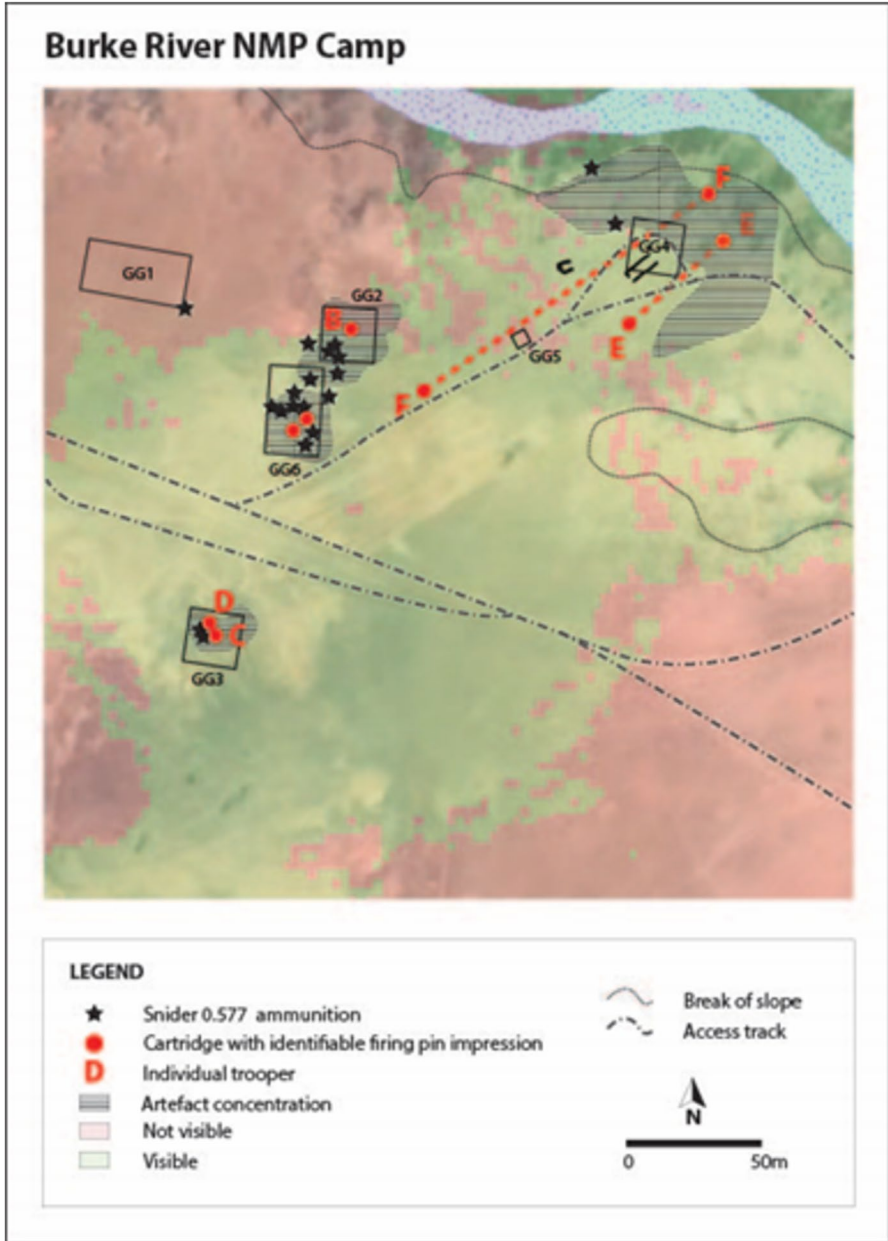 Burke River NMP Camp
F
E
GG4
GG1
GG2
B
GG5
E
F
GG6
D
C
GG3
LEGEND
Snider 0.577 ammunition
Cartridge with identifiable firing pin impression
D Individual trooper
Artefact concentration
Not visible
Visible
Break of slope
Access track
N
0 50m